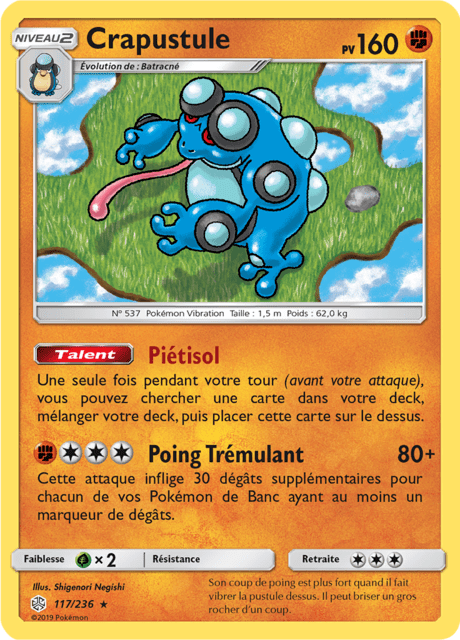 NIVEAU2 Crapustule PV160
Évolution de : Batracné
N° 537 Pokémon Vibration Taille : 1,5 m Poids : 62,0 kg
Talent Piétisol
Une seule fois pendant votre tour (avant votre attaque),
vous pouvez chercher une carte dans votre deck,
mélanger votre deck, puis placer cette carte sur le dessus.
Poing Trémulant 80+
Cette attaque inflige 30 dégâts supplémentaires pour
chacun de vos Pokémon de Banc ayant au moins un
marqueur de dégâts.
Faiblesse ×2 Résistance Retraite
Illus. Shigenori Negishi
117/236 ★
©2019 Pokémon
Son coup de poing est plus fort quand il fait
vibrer la pustule dessus. Il peut briser un gros
rocher d'un coup.